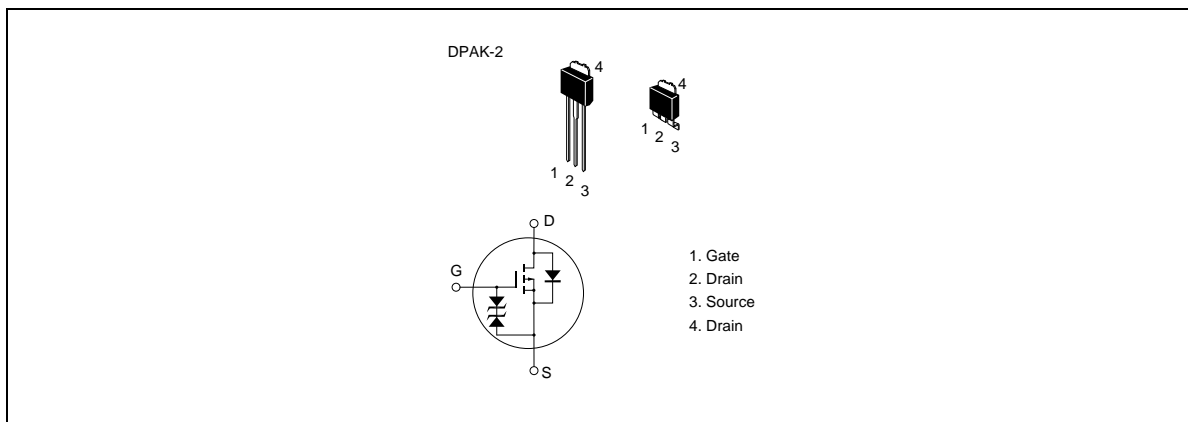 DPAK-2
4
4
1
2
3
1
2
3
D
G
S
1. Gate
2. Drain
3. Source
4. Drain